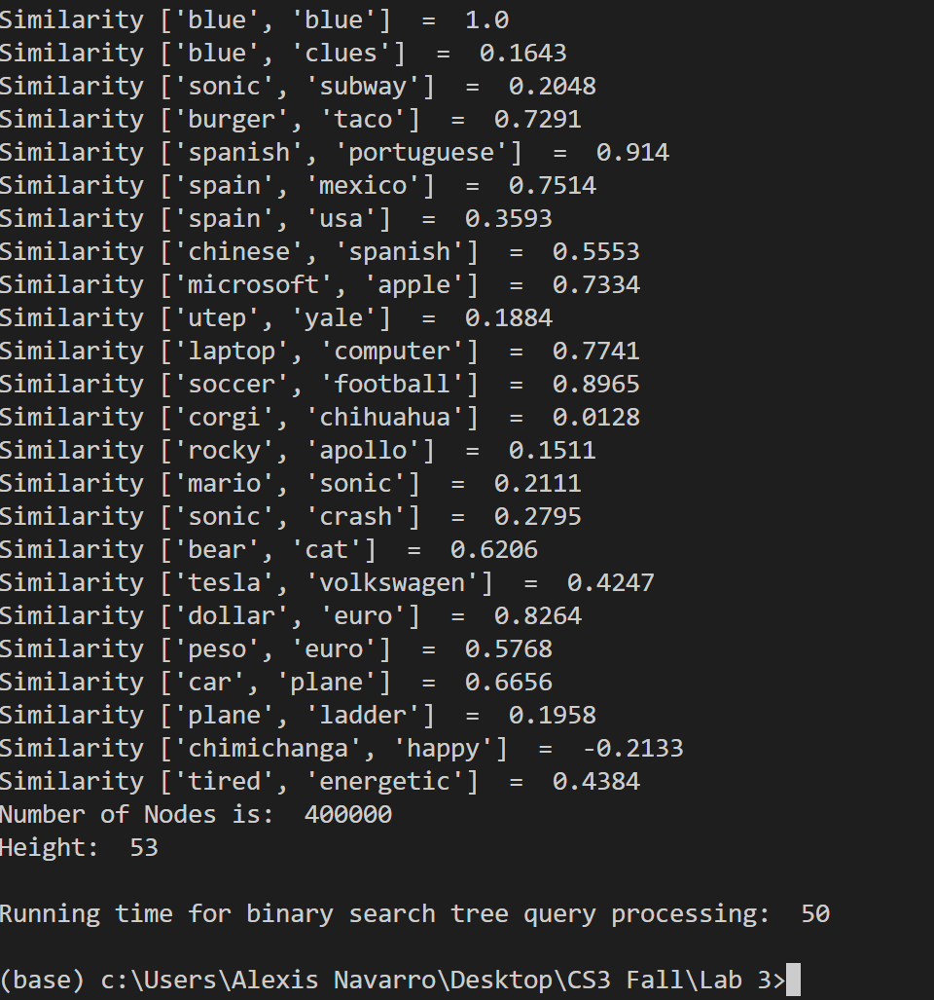 Similarity ['blue', 'blue']  =  1.0
Similarity ['blue', 'clues']  =  0.1643
Similarity ['sonic', 'subway']  =  0.2048
Similarity ['burger', 'taco']  =  0.7291
Similarity ['spanish', 'portuguese']  =  0.914
Similarity ['spain', 'mexico']  =  0.7514
Similarity ['spain', 'usa']  =  0.3593
Similarity ['chinese', 'spanish']  =  0.5553
Similarity ['microsoft', 'apple']  =  0.7334
Similarity ['utep', 'yale']  =  0.1884
Similarity ['laptop', 'computer']  =  0.7741
Similarity ['soccer', 'football']  =  0.8965
Similarity ['corgi', 'chihuahua']  =  0.0128
Similarity ['rocky', 'apollo']  =  0.1511
Similarity ['mario', 'sonic']  =  0.2111
Similarity ['sonic', 'crash']  =  0.2795
Similarity ['bear', 'cat']  =  0.6206
Similarity ['tesla', 'volkswagen']  =  0.4247
Similarity ['dollar', 'euro']  =  0.8264
Similarity ['peso', 'euro']  =  0.5768
Similarity ['car', 'plane']  =  0.6656
Similarity ['plane', 'ladder']  =  0.1958
Similarity ['chimichanga', 'happy']  =  -0.2133
Similarity ['tired', 'energetic']  =  0.4384
Number of Nodes is:  400000
Height:  53
Running time for binary search tree query processing:  50
(base) c:\Users\Alexis Navarro\Desktop\CS3 Fall\Lab 3>